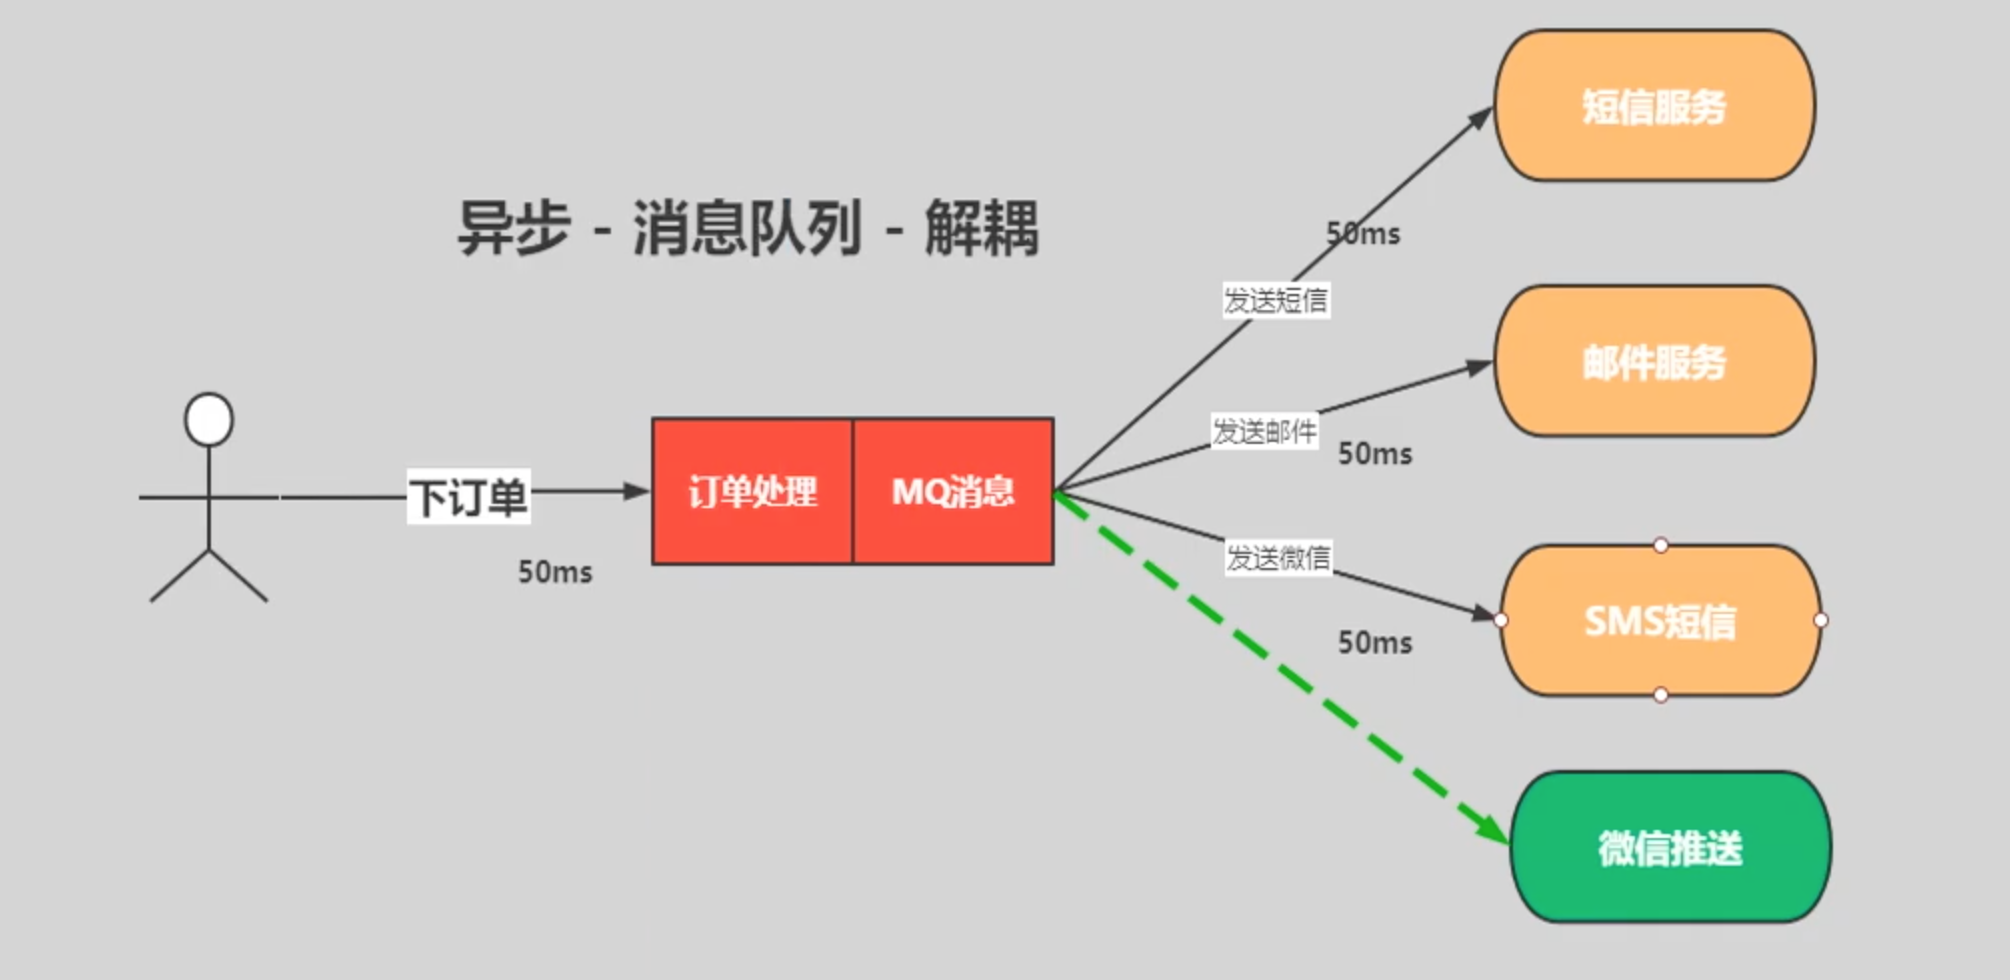 异步 - 消息队列 - 解耦
下订单
50ms
订单处理
MQ消息
发送短信
50ms
短信服务
发送邮件
50ms
邮件服务
发送微信
50ms
SMS短信
微信推送